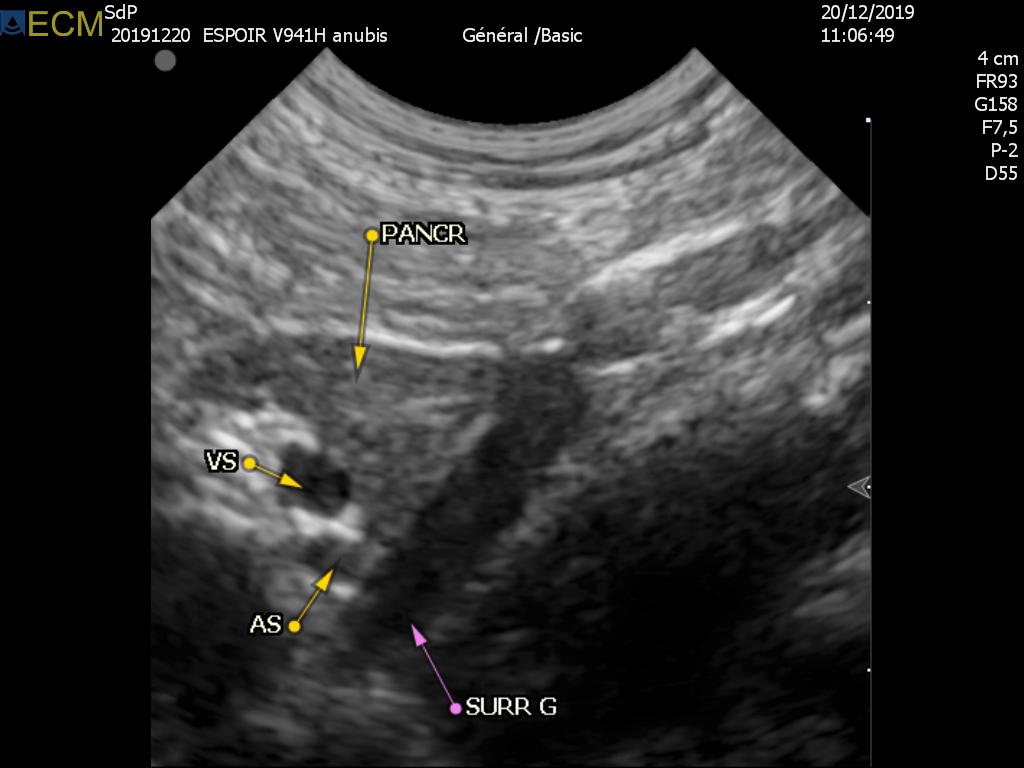 ECM
SdP
20191220 ESPOIR V941H anubis
Général /Basic
20/12/2019
11:06:49
4 cm
FR93
G158
F7,5
P-2
D55
PANCR
VS
AS
SURR G